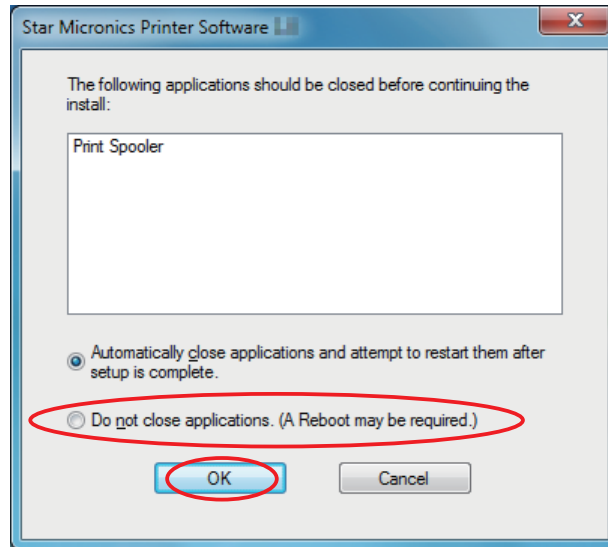 Star Micronics Printer Software
The following applications should be closed before continuing the
install:
Print Spooler
Automatically close applications and attempt to restart them after
setup is complete.
Do not close applications. (A Reboot may be required.)
OK
Cancel